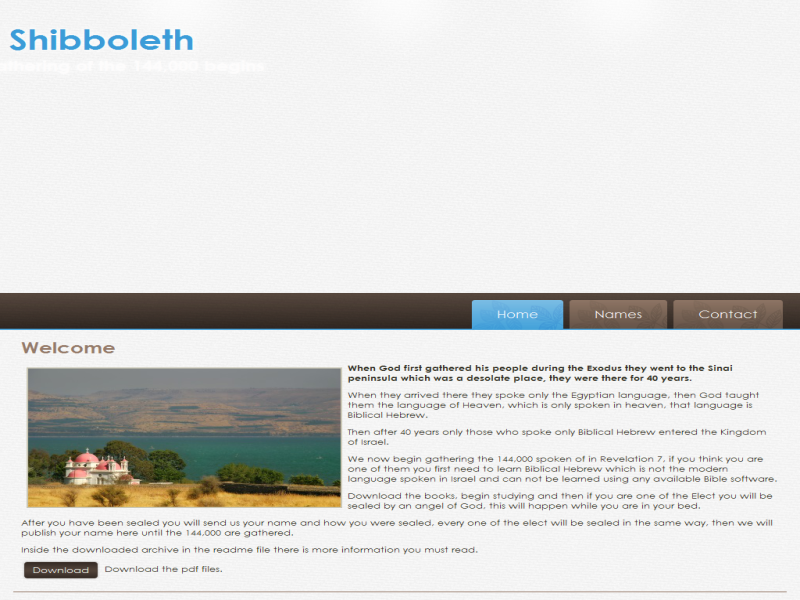 Shibboleth
gathering of the 144,000 begins
Home
Names
Contact
Welcome
When God first gathered his people during the Exodus they went to the Sinai
peninsula which was a desolate place, they were there for 40 years.
When they arrived there they spoke only the Egyptian language, then God taught
them the language of Heaven, which is only spoken in heaven, that language is
Biblical Hebrew.
Then after 40 years only those who spoke only Biblical Hebrew entered the Kingdom
of Israel.
We now begin gathering the 144,000 spoken of in Revelation 7, if you think you are
one of them you first need to learn Biblical Hebrew which is not the modern
language spoken in Israel and can not be learned using any available Bible software.
Download the books, begin studying and then if you are one of the Elect you will be
sealed by an angel of God, this will happen while you are in your bed.
After you have been sealed you will send us your name and how you were sealed, every one of the elect will be sealed in the same way, then we will
publish your name here until the 144,000 are gathered.
Inside the downloaded archive in the readme file there is more information you must read.
Download
Download the pdf files.